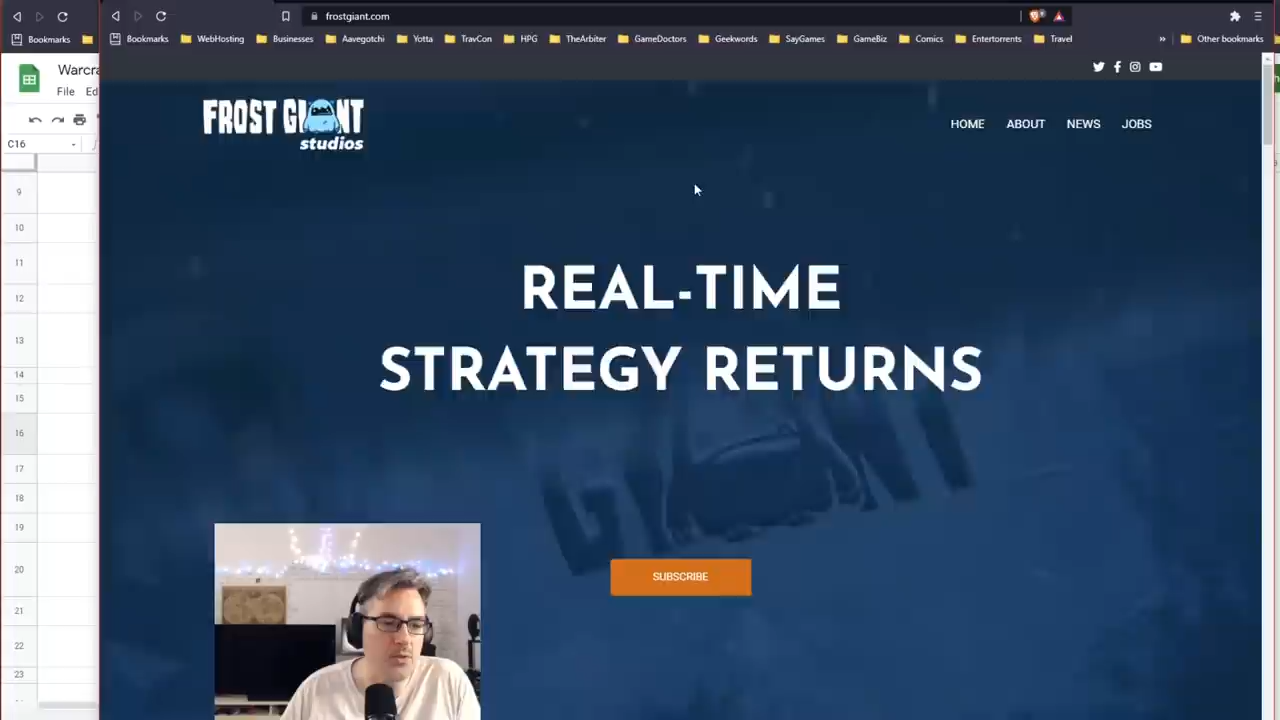 frostgiant.com
Bookmarks
Bookmarks
WebHosting
Businesses
Aavegotchi
Yotta
TravCon
HPG
TheArbiter
GameDoctors
Geekwords
SayGames
GameBiz
Comics
Entertorrents
Travel
»
Other bookmarks
Warcra
File
Ed
C16
9
10
11
12
13
14
15
16
17
18
19
20
21
22
23
FROST GIANT
studios
HOME
ABOUT
NEWS
JOBS
REAL-TIME
STRATEGY RETURNS
GIANT
SUBSCRIBE